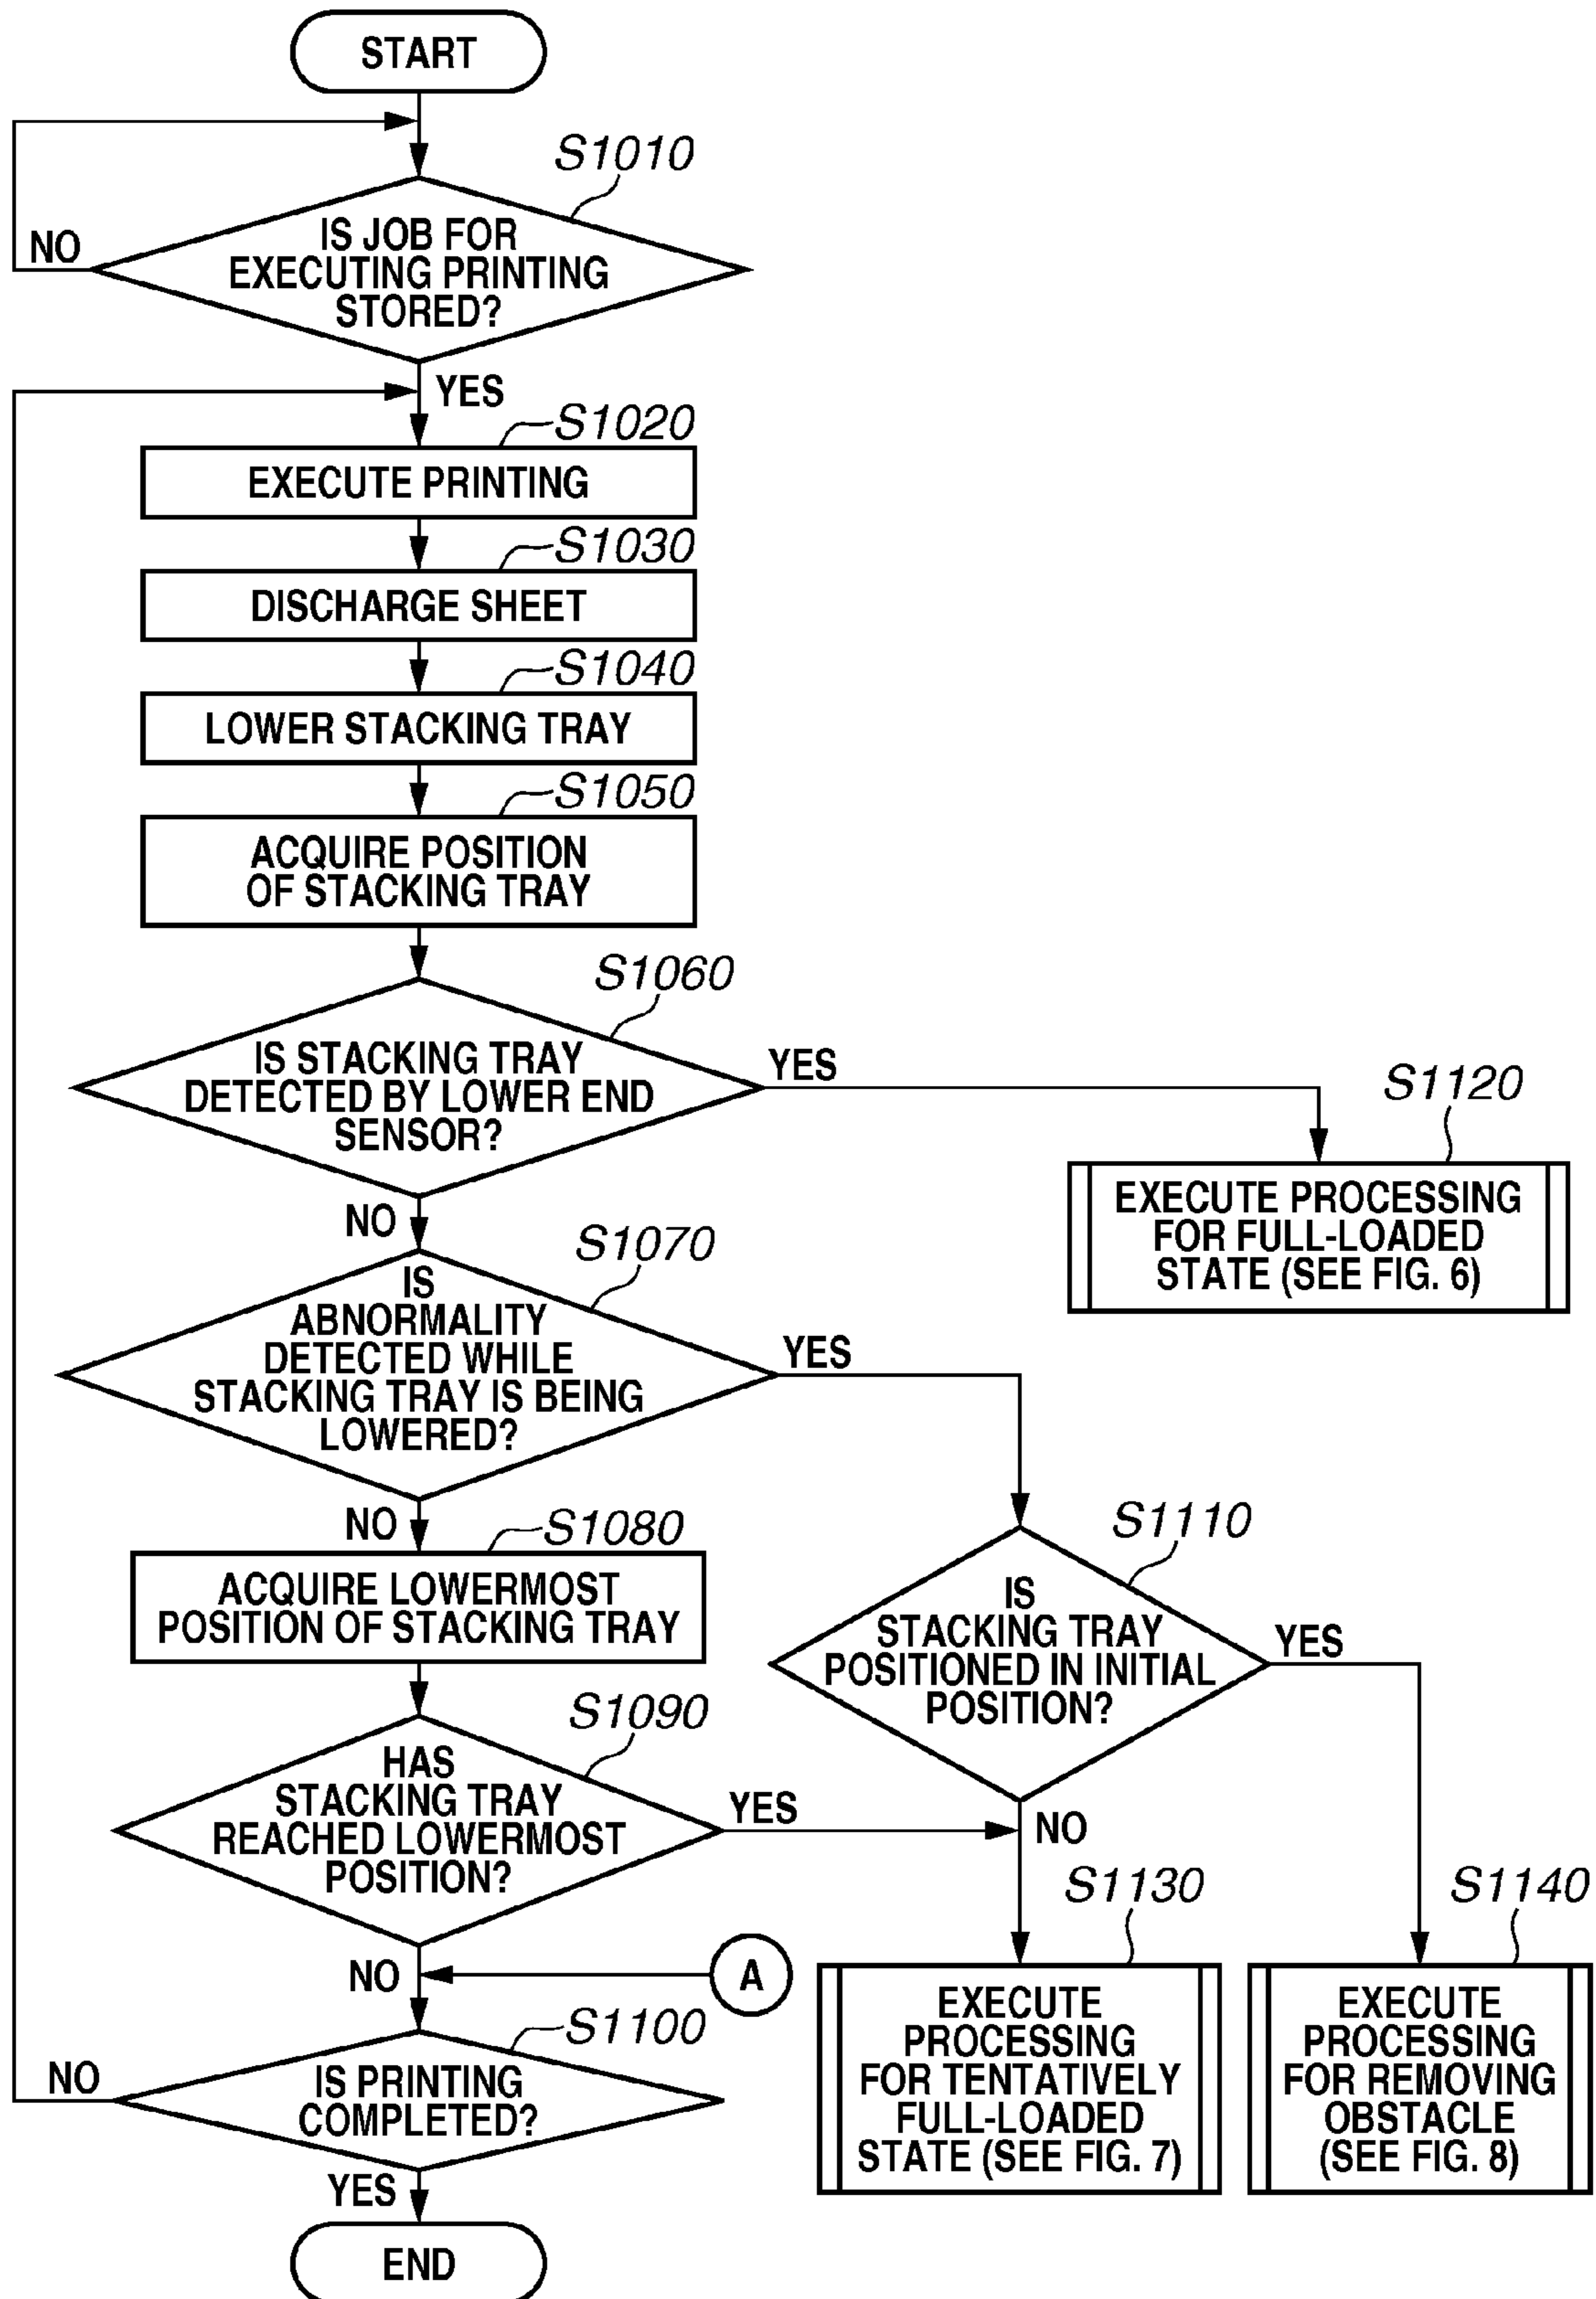 START
S1010
IS JOB FOR
EXECUTING PRINTING
STORED?
NO
YES
S1020
EXECUTE PRINTING
S1030
DISCHARGE SHEET
S1040
LOWER STACKING TRAY
S1050
ACQUIRE POSITION
OF STACKING TRAY
S1060
IS STACKING TRAY
DETECTED BY LOWER END
SENSOR?
YES
S1120
EXECUTE PROCESSING
FOR FULL-LOADED
STATE (SEE FIG. 6)
NO
S1070
IS
ABNORMALITY
DETECTED WHILE
STACKING TRAY IS BEING
LOWERED?
YES
NO
S1080
ACQUIRE LOWERMOST
POSITION OF STACKING TRAY
S1110
IS
STACKING TRAY
POSITIONED IN INITIAL
POSITION?
YES
S1090
HAS
STACKING TRAY
REACHED LOWERMOST
POSITION?
YES
NO
S1130
EXECUTE
PROCESSING
FOR TENTATIVELY
FULL-LOADED
STATE (SEE FIG. 7)
S1140
EXECUTE
PROCESSING
FOR REMOVING
OBSTACLE
(SEE FIG. 8)
NO
A
S1100
IS PRINTING
COMPLETED?
NO
YES
END